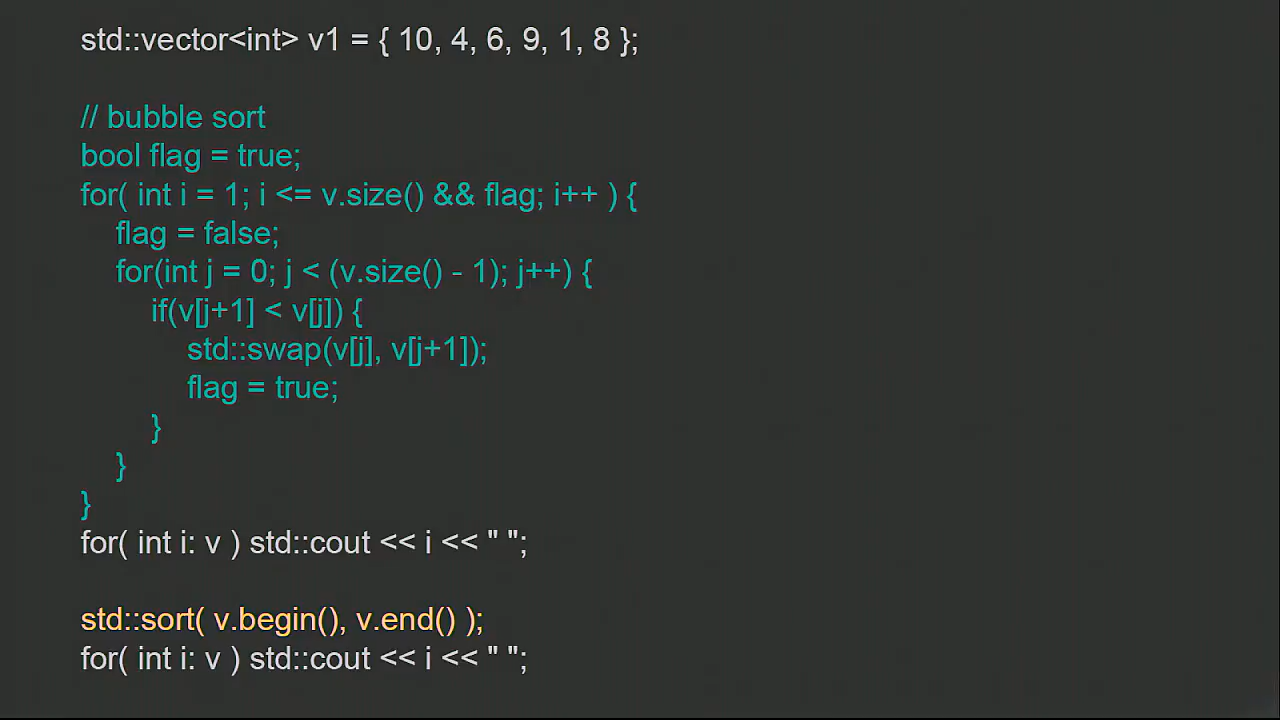 std::vector<int> v1 = { 10, 4, 6, 9, 1, 8 };
// bubble sort
bool flag = true;
for( int i = 1; i <= v.size() && flag; i++ ) {
flag = false;
for(int j = 0; j < (v.size() - 1); j++) {
if(v[j+1] < v[j]) {
std::swap(v[j], v[j+1]);
flag = true;
}
}
}
for( int i: v ) std::cout << i << " ";
std::sort( v.begin(), v.end() );
for( int i: v ) std::cout << i << " ";